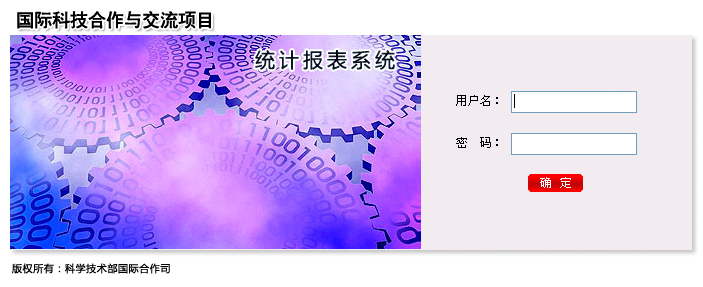 国际科技合作与交流项目
统计报表系统
用户名：
密 码：
确 定
版权所有：科学技术部国际合作司